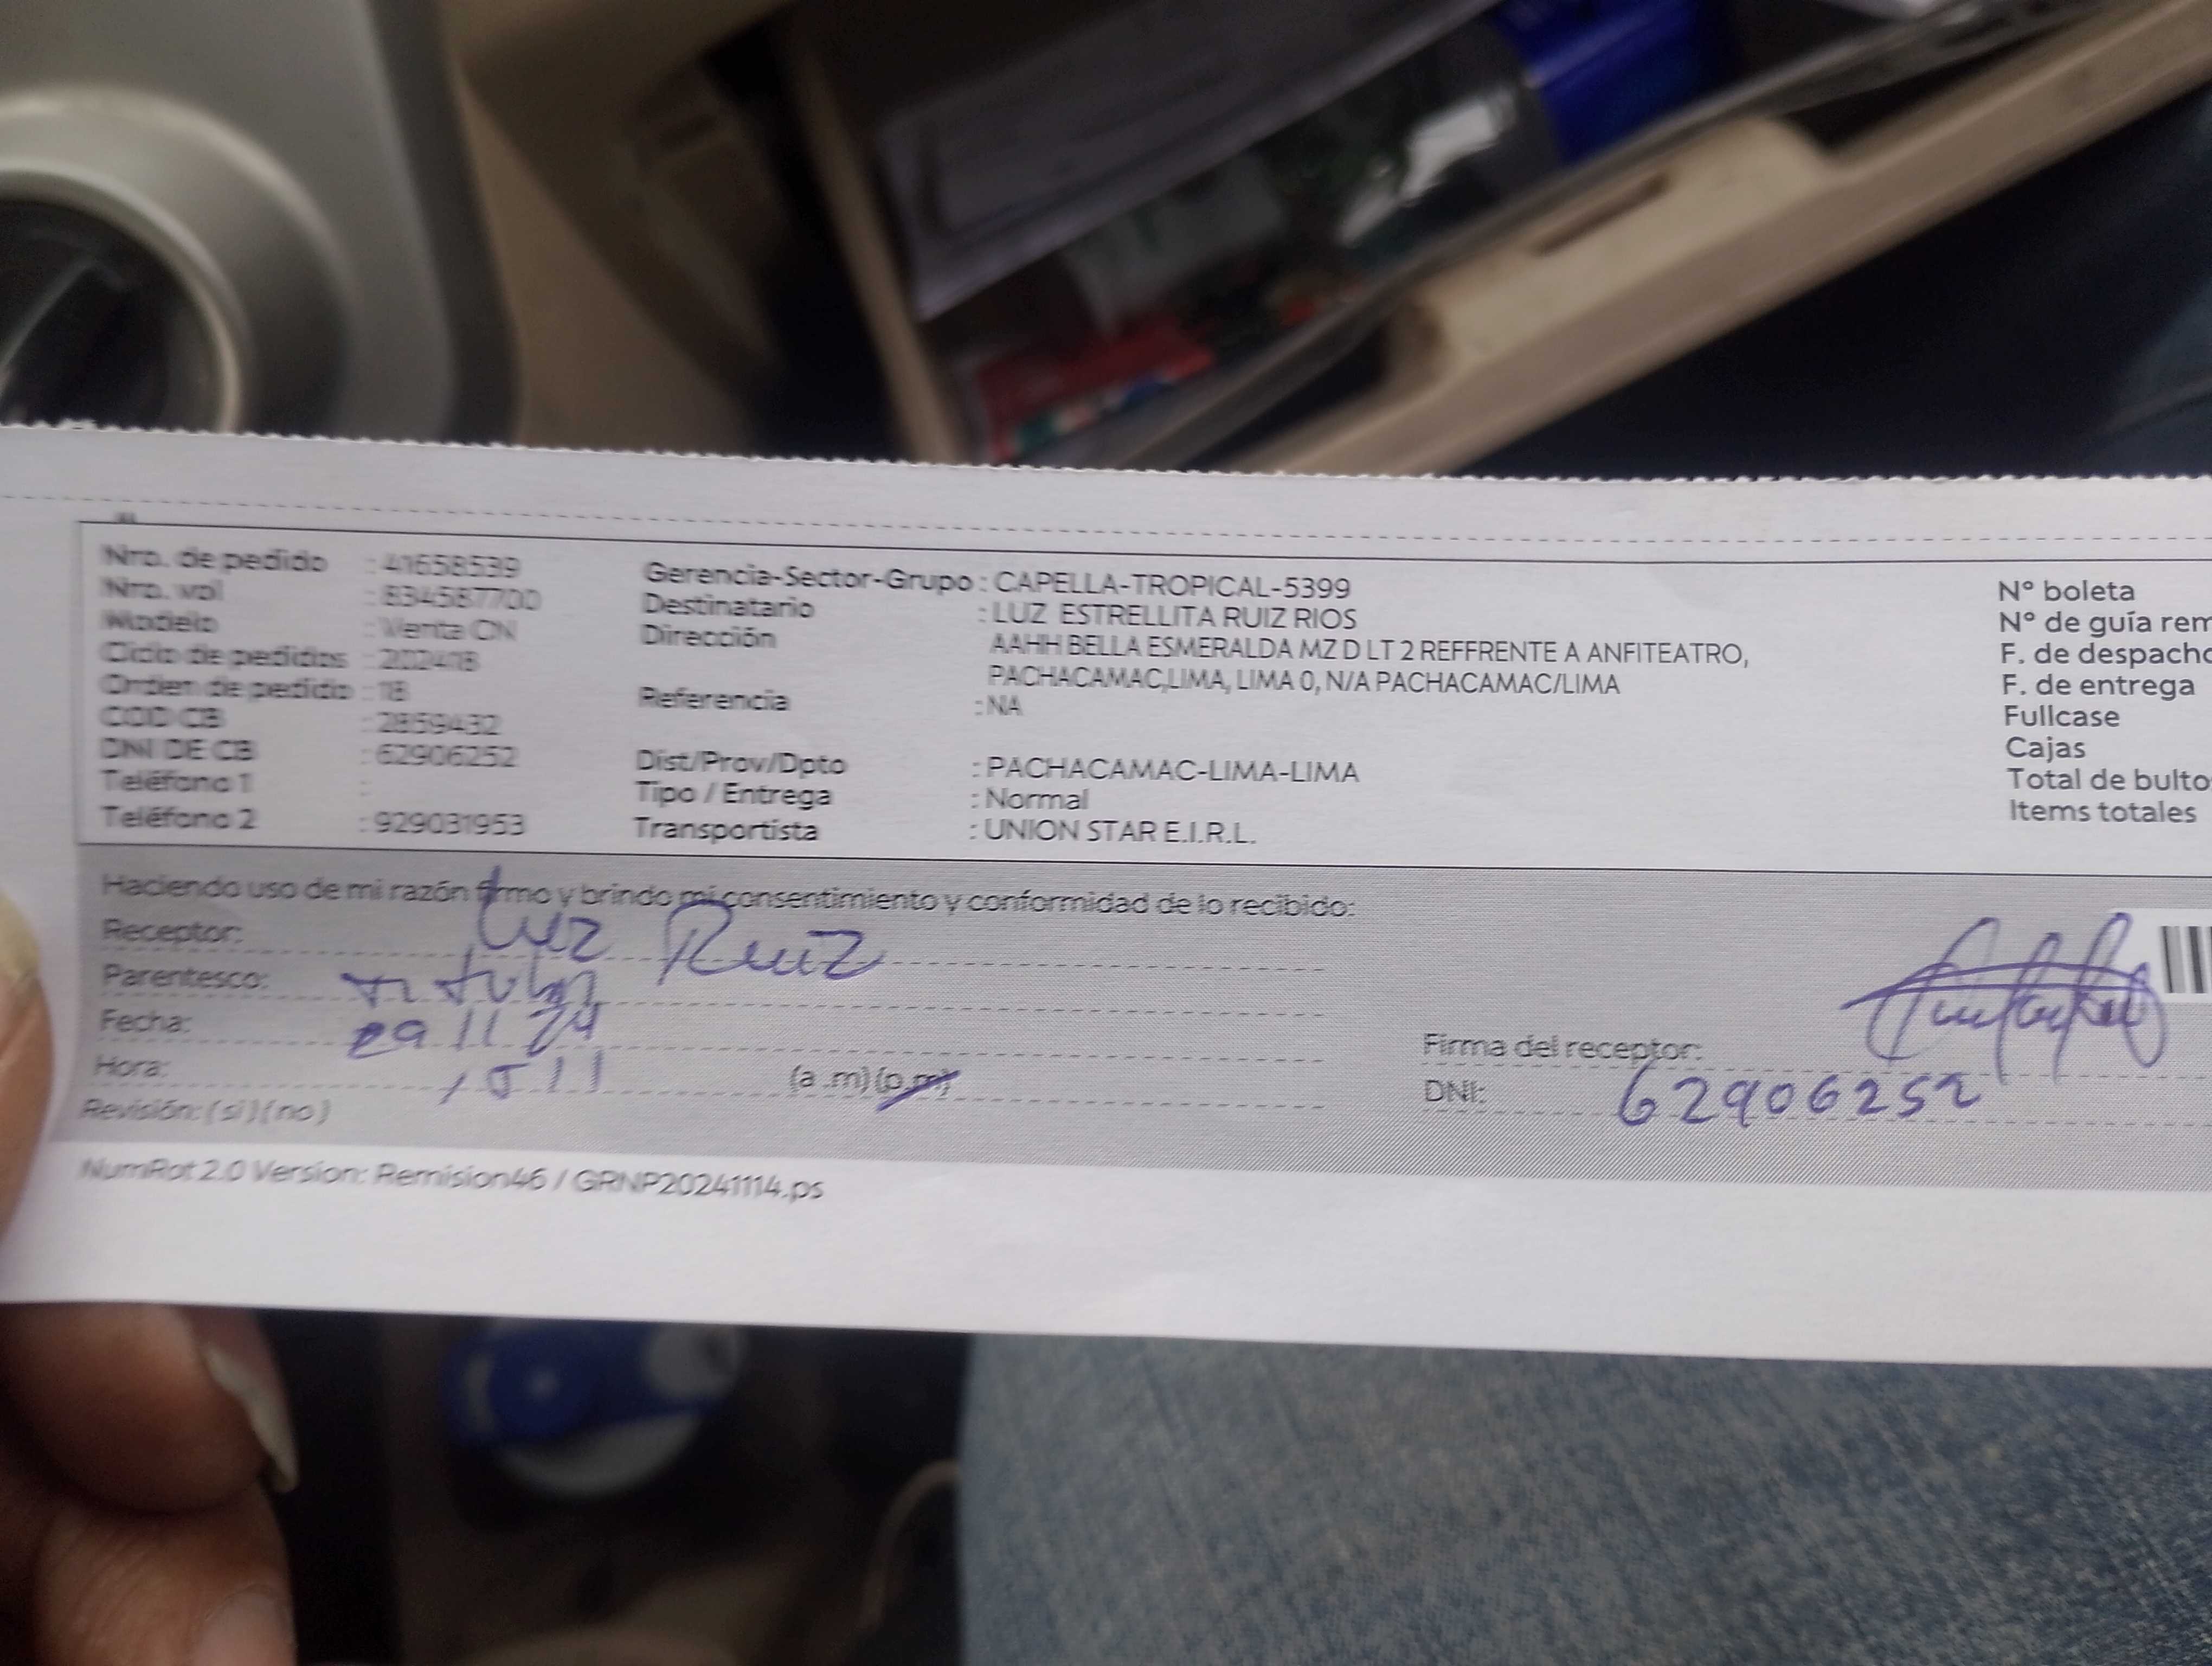 Nro. de pedido : 41658539
Nro. vol : 834587700
Modelo : Venta CN
Ciclo de pedidos : 202418
Orden de pedido : 18
COD CB : 2859432
DNI DE CB : 62906252
Teléfono 1 :
Teléfono 2 : 929031953
Gerencia-Sector-Grupo : CAPELLA-TROPICAL-5399
Destinatario : LUZ ESTRELLITA RUIZ RIOS
Dirección AAHH BELLA ESMERALDA MZ D LT 2 REFFRENTE A ANFITEATRO,
PACHACAMAC,LIMA, LIMA 0, N/A PACHACAMAC/LIMA
Referencia : NA
Dist/Prov/Dpto : PACHACAMAC-LIMA-LIMA
Tipo / Entrega : Normal
Transportista : UNION STAR E.I.R.L.
N° boleta
N° de guía rem
F. de despacho
F. de entrega
Fullcase
Cajas
Total de bulto
Items totales
Haciendo uso de mi razón firmo y brindo mi consentimiento y conformidad de lo recibido:
Receptor: Luz Ruiz
Parentesco: titular
Fecha: 29 11 24
Hora: 1511 (a .m)(p.m)
Revisión: (si)(no)
Firma del receptor:
DNI: 62906252
NumRot 2.0 Version: Remision46 / GRNP20241114.ps